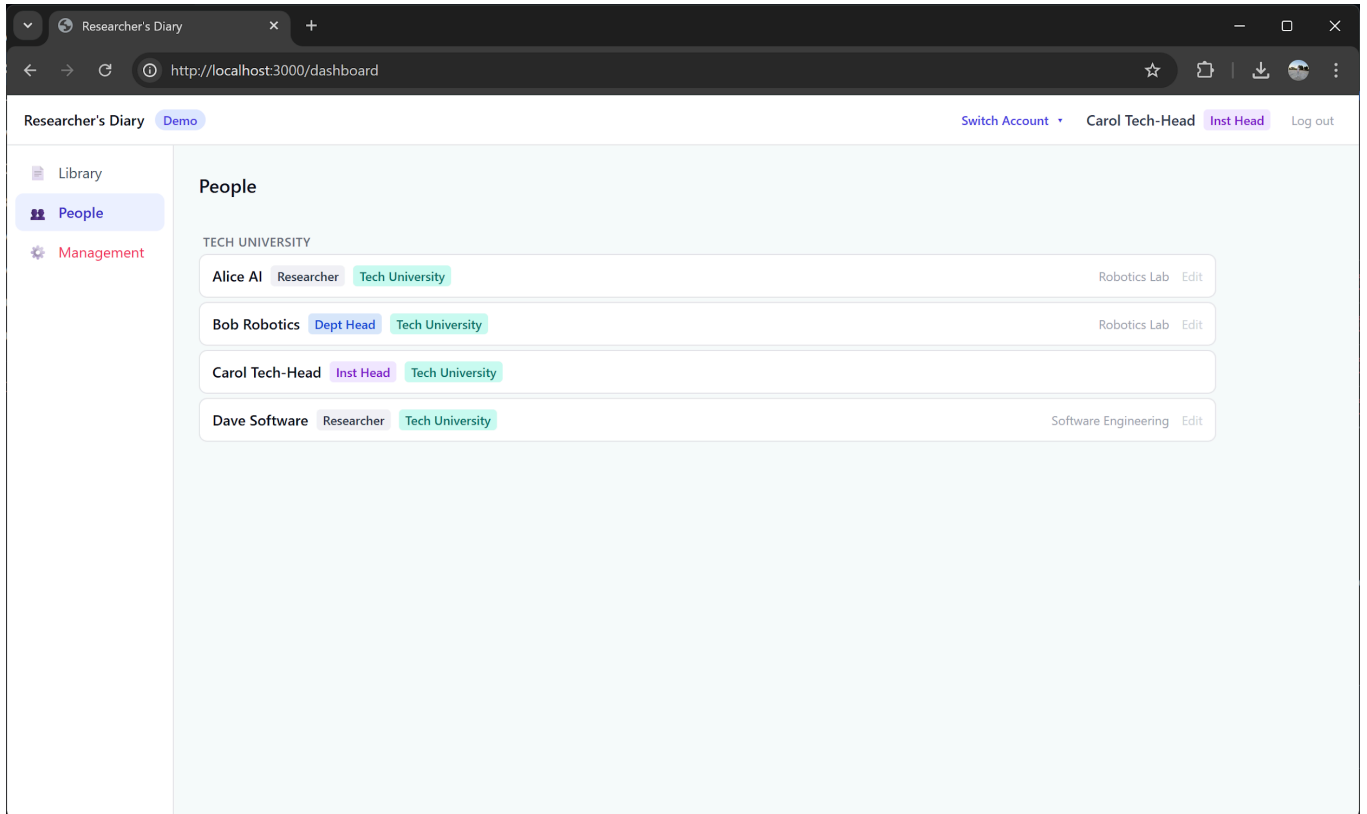 Researcher's Diary
http://localhost:3000/dashboard
Researcher's Diary Demo Switch Account Carol Tech-Head Inst Head Log out
Library
People
Management
People
TECH UNIVERSITY
Alice AI Researcher Tech University Robotics Lab Edit
Bob Robotics Dept Head Tech University Robotics Lab Edit
Carol Tech-Head Inst Head Tech University
Dave Software Researcher Tech University Software Engineering Edit